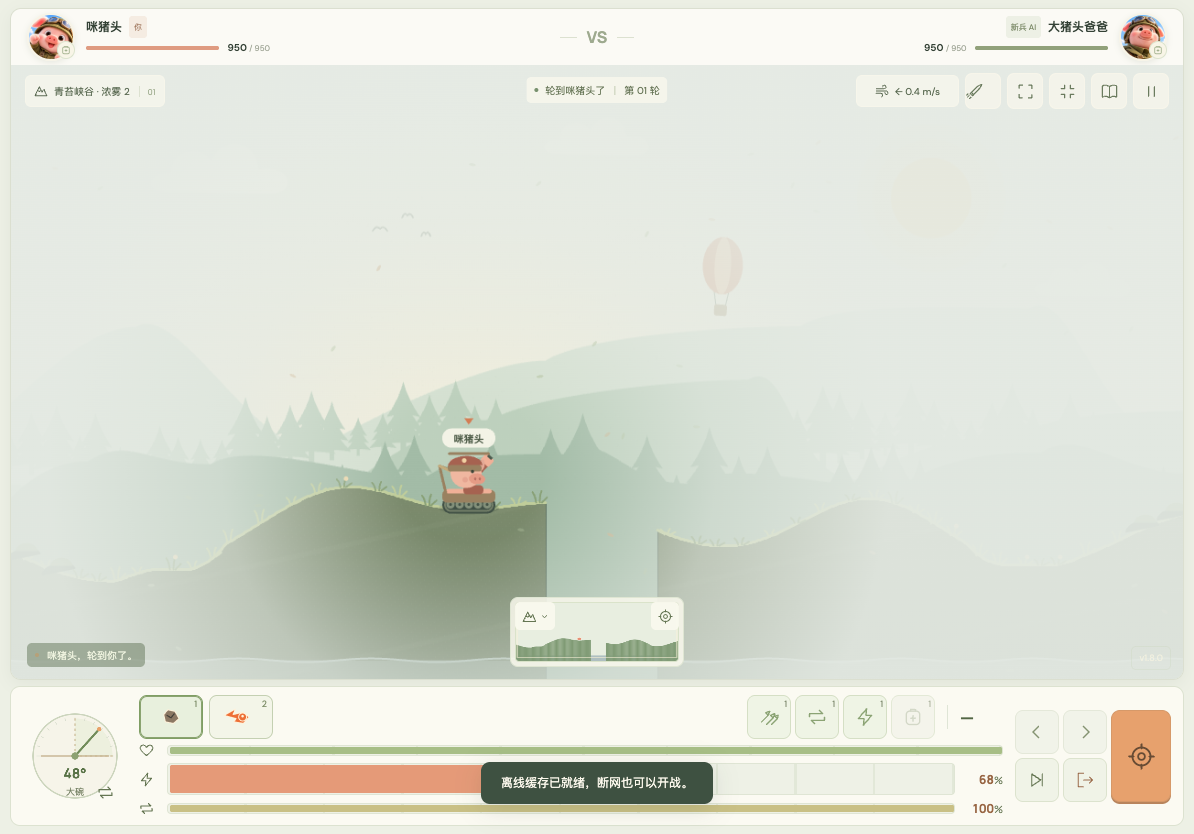 咪猪头 你
950 / 950
VS
新兵 AI 大猪头爸爸
950 / 950
青苔峡谷 · 浓雾 2 01
轮到咪猪头了 第 01 轮
← 0.4 m/s
咪猪头
咪猪头，轮到你了。
v1.8.0
1
2
1
1
1
1
48°
大碗
68%
100%
离线缓存已就绪，断网也可以开战。